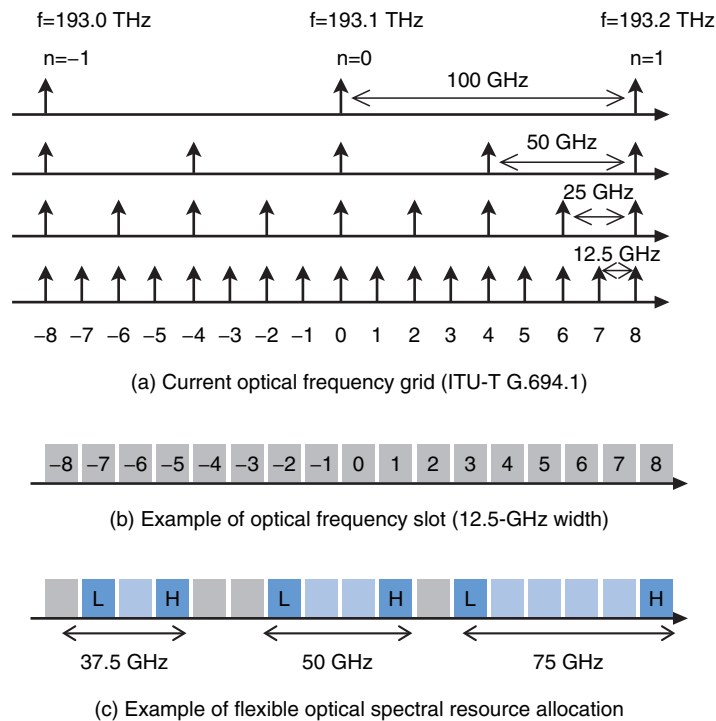 f=193.0 THz f=193.1 THz f=193.2 THz
n=−1 n=0 n=1
100 GHz
50 GHz
25 GHz
12.5 GHz
−8 −7 −6 −5 −4 −3 −2 −1 0 1 2 3 4 5 6 7 8
(a) Current optical frequency grid (ITU-T G.694.1)
−8 −7 −6 −5 −4 −3 −2 −1 0 1 2 3 4 5 6 7 8
(b) Example of optical frequency slot (12.5-GHz width)
L H L H L H
37.5 GHz 50 GHz 75 GHz
(c) Example of flexible optical spectral resource allocation